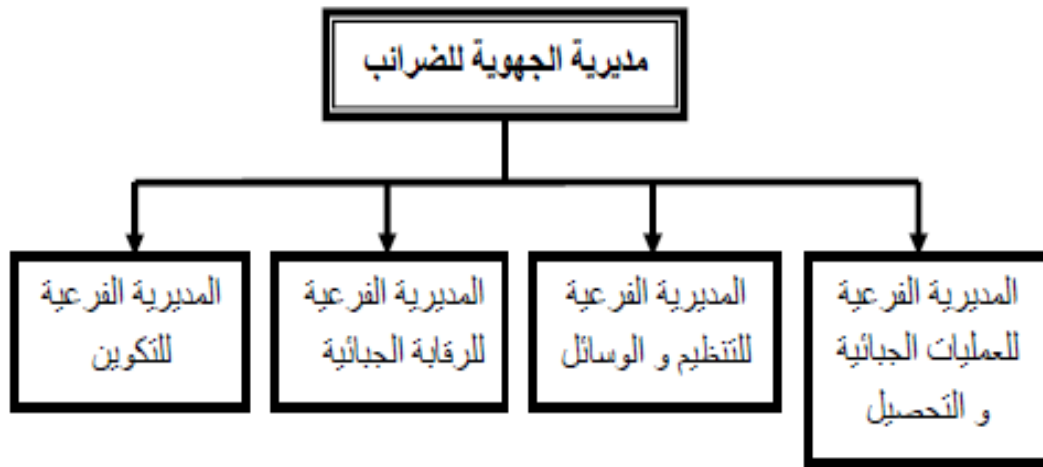 مديرية الجهوية للضرائب
المديرية الفرعية
للعمليات الجبائية
و التحصيل
المديرية الفرعية
للتنظيم و الوسائل
المديرية الفرعية
للرقابة الجبائية
المديرية الفرعية
للتكوين